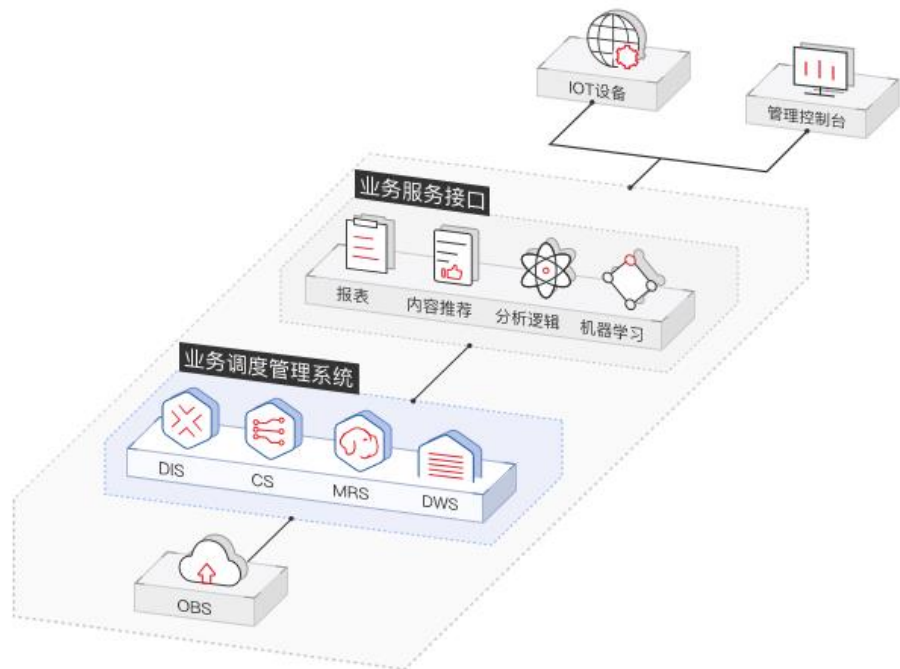 IOT设备
管理控制台
业务服务接口
报表
内容推荐
分析逻辑
机器学习
业务调度管理系统
DIS
CS
MRS
DWS
OBS